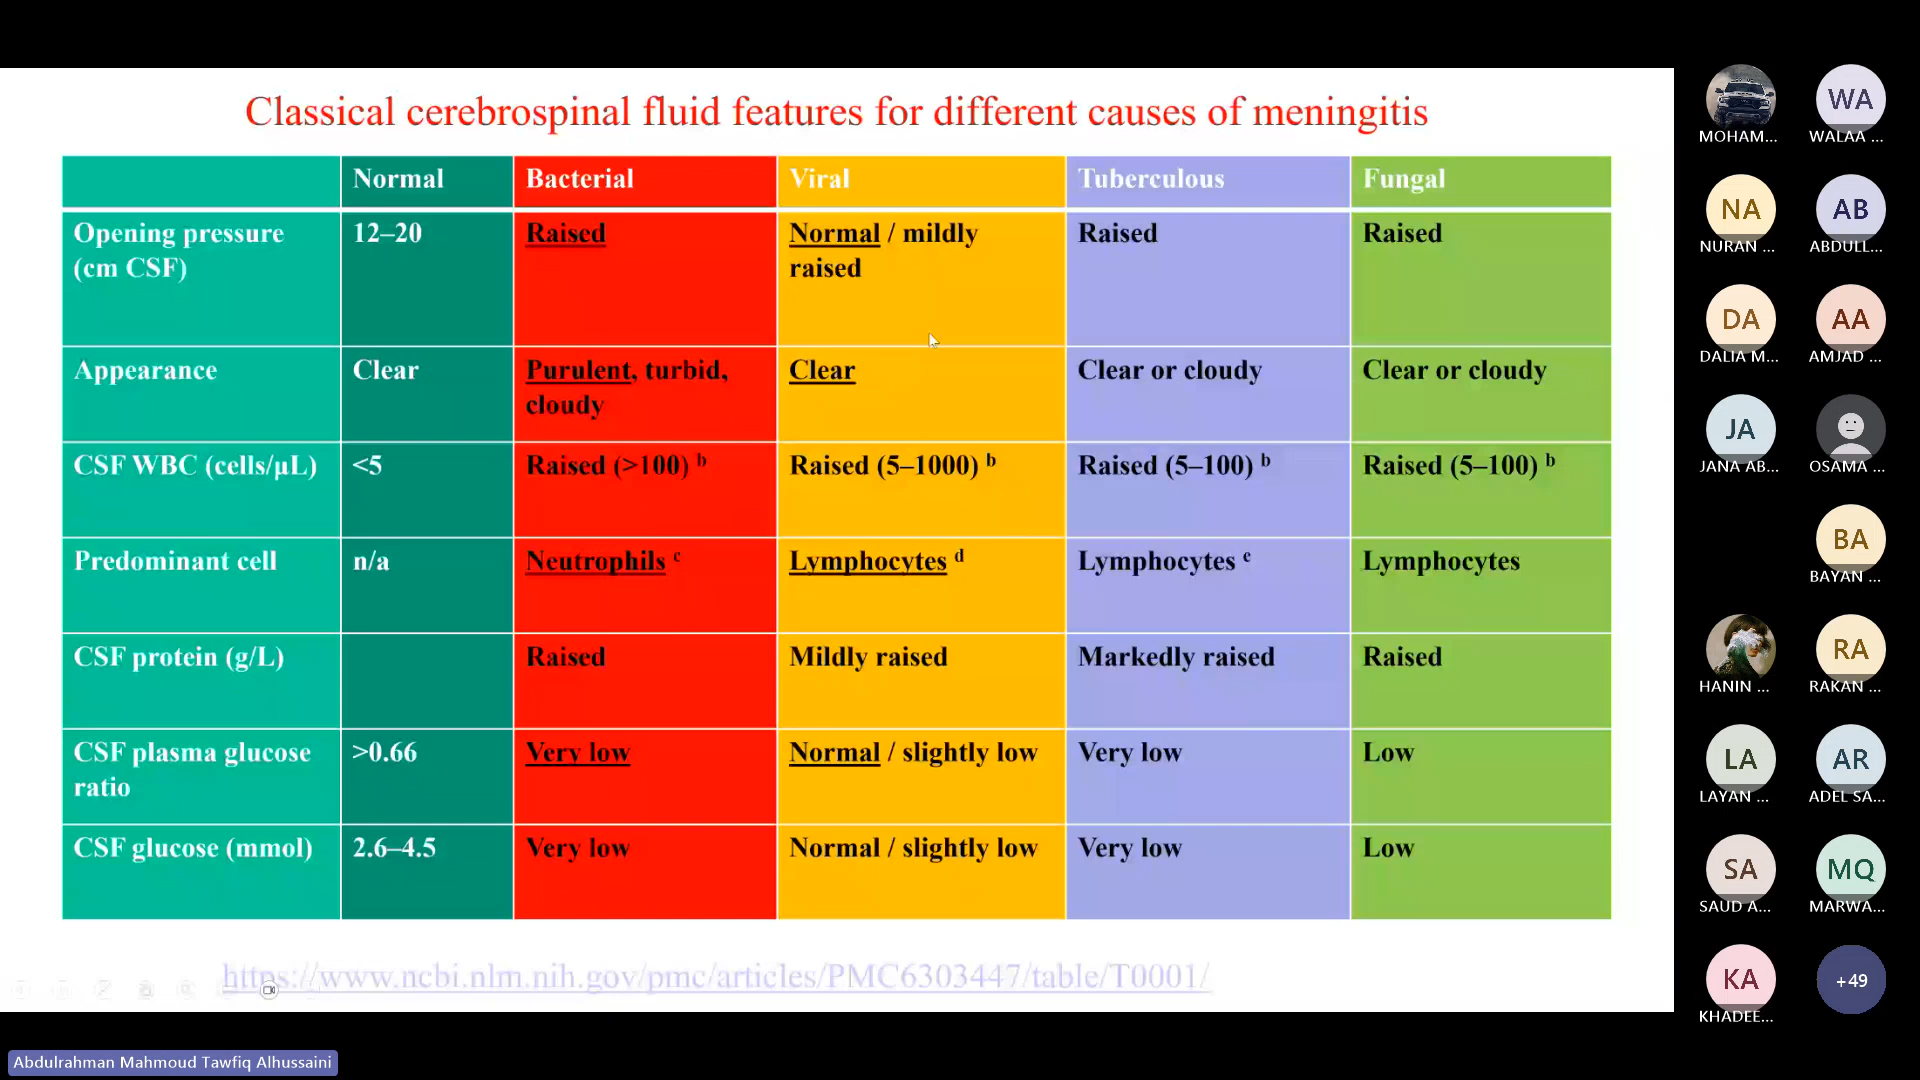 Classical cerebrospinal fluid features for different causes of meningitis
Normal
Bacterial
Viral
Tuberculous
Fungal
Opening pressure
(cm CSF)
12–20
Raised
Normal / mildly
raised
Raised
Raised
Appearance
Clear
Purulent, turbid,
cloudy
Clear
Clear or cloudy
Clear or cloudy
CSF WBC (cells/µL)
<5
Raised (>100) b
Raised (5–1000) b
Raised (5–100) b
Raised (5–100) b
Predominant cell
n/a
Neutrophils c
Lymphocytes d
Lymphocytes e
Lymphocytes
CSF protein (g/L)
Raised
Mildly raised
Markedly raised
Raised
CSF plasma glucose
ratio
>0.66
Very low
Normal / slightly low
Very low
Low
CSF glucose (mmol)
2.6–4.5
Very low
Normal / slightly low
Very low
Low
https://www.ncbi.nlm.nih.gov/pmc/articles/PMC6303447/table/T0001/
Abdulrahman Mahmoud Tawfiq Alhussaini
WA
MOHAM...
WALAA ...
NA
AB
NURAN ...
ABDULL...
DA
AA
DALIA M...
AMJAD ...
JA
JANA AB...
OSAMA ...
BA
BAYAN ...
RA
HANIN ...
RAKAN ...
LA
AR
LAYAN ...
ADEL SA...
SA
MQ
SAUD A...
MARWA...
KA
+49
KHADEE...